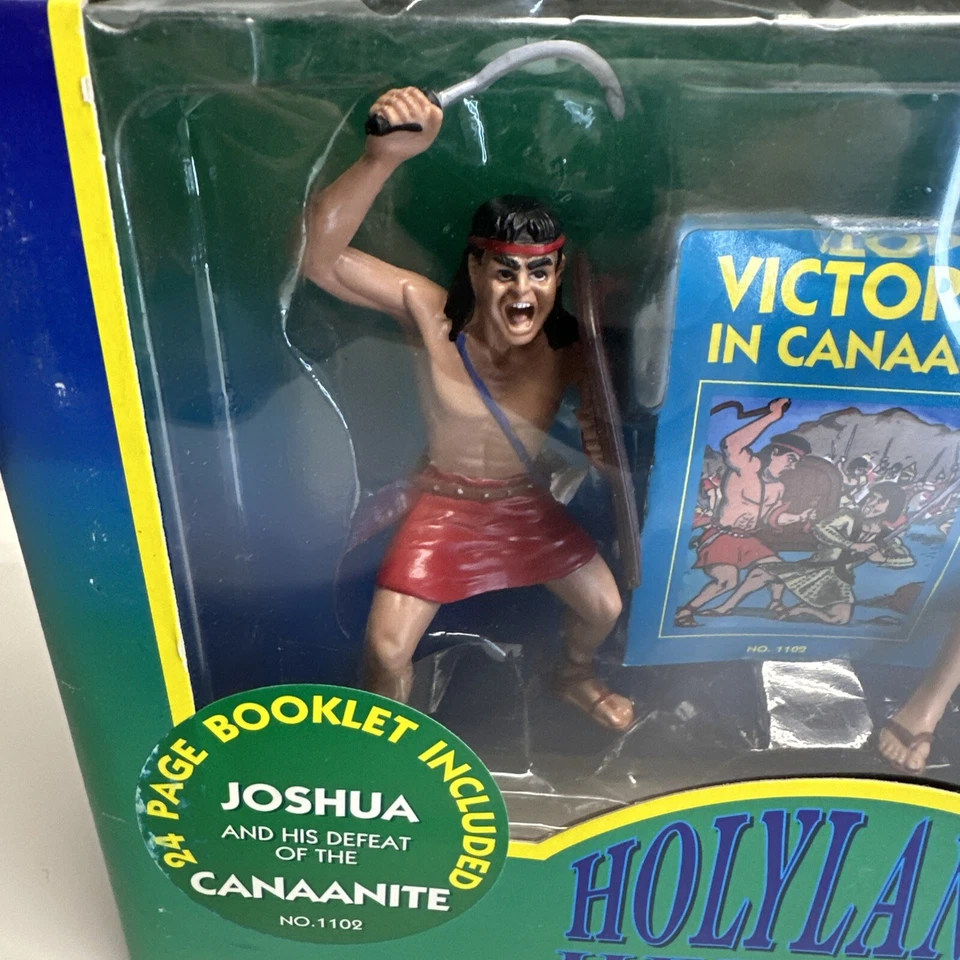 VICTOR
IN CANAA
NO. 1102
24 PAGE BOOKLET INCLUDED
JOSHUA
AND HIS DEFEAT
OF THE
CANAANITE
NO.1102
HOLYLAN